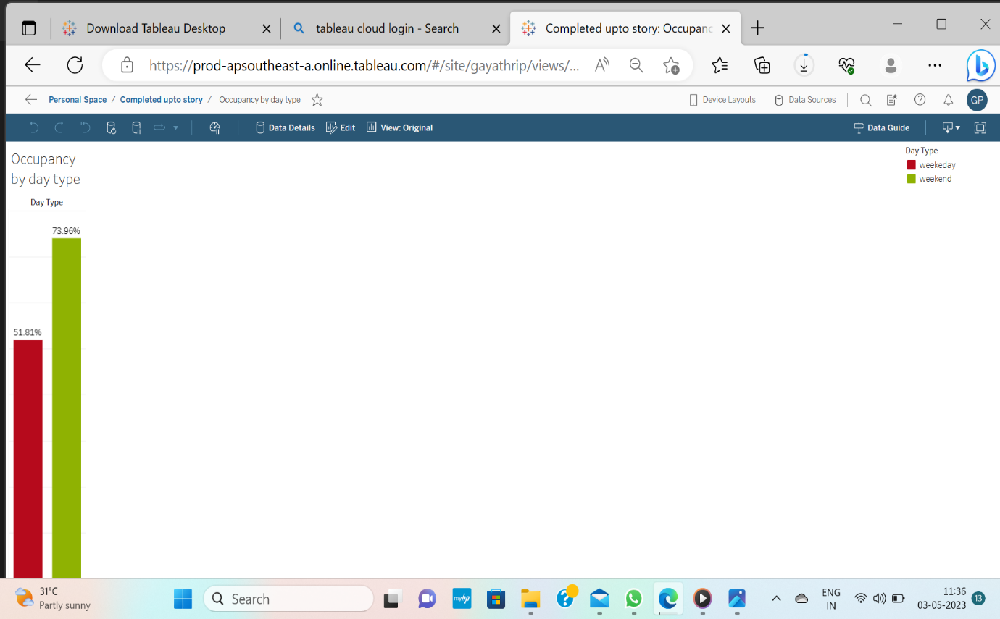 Download Tableau Desktop
tableau cloud login - Search
Completed upto story: Occupanc
https://prod-apsoutheast-a.online.tableau.com/#/site/gayathrip/views/...
Personal Space / Completed upto story / Occupancy by day type
Device Layouts
Data Sources
GP
Data Details
Edit
View: Original
Data Guide
Occupancy
by day type
Day Type
73.96%
51.81%
Day Type
weekeday
weekend
31°C
Partly sunny
Search
myhp
ENG
IN
11:36
03-05-2023
13